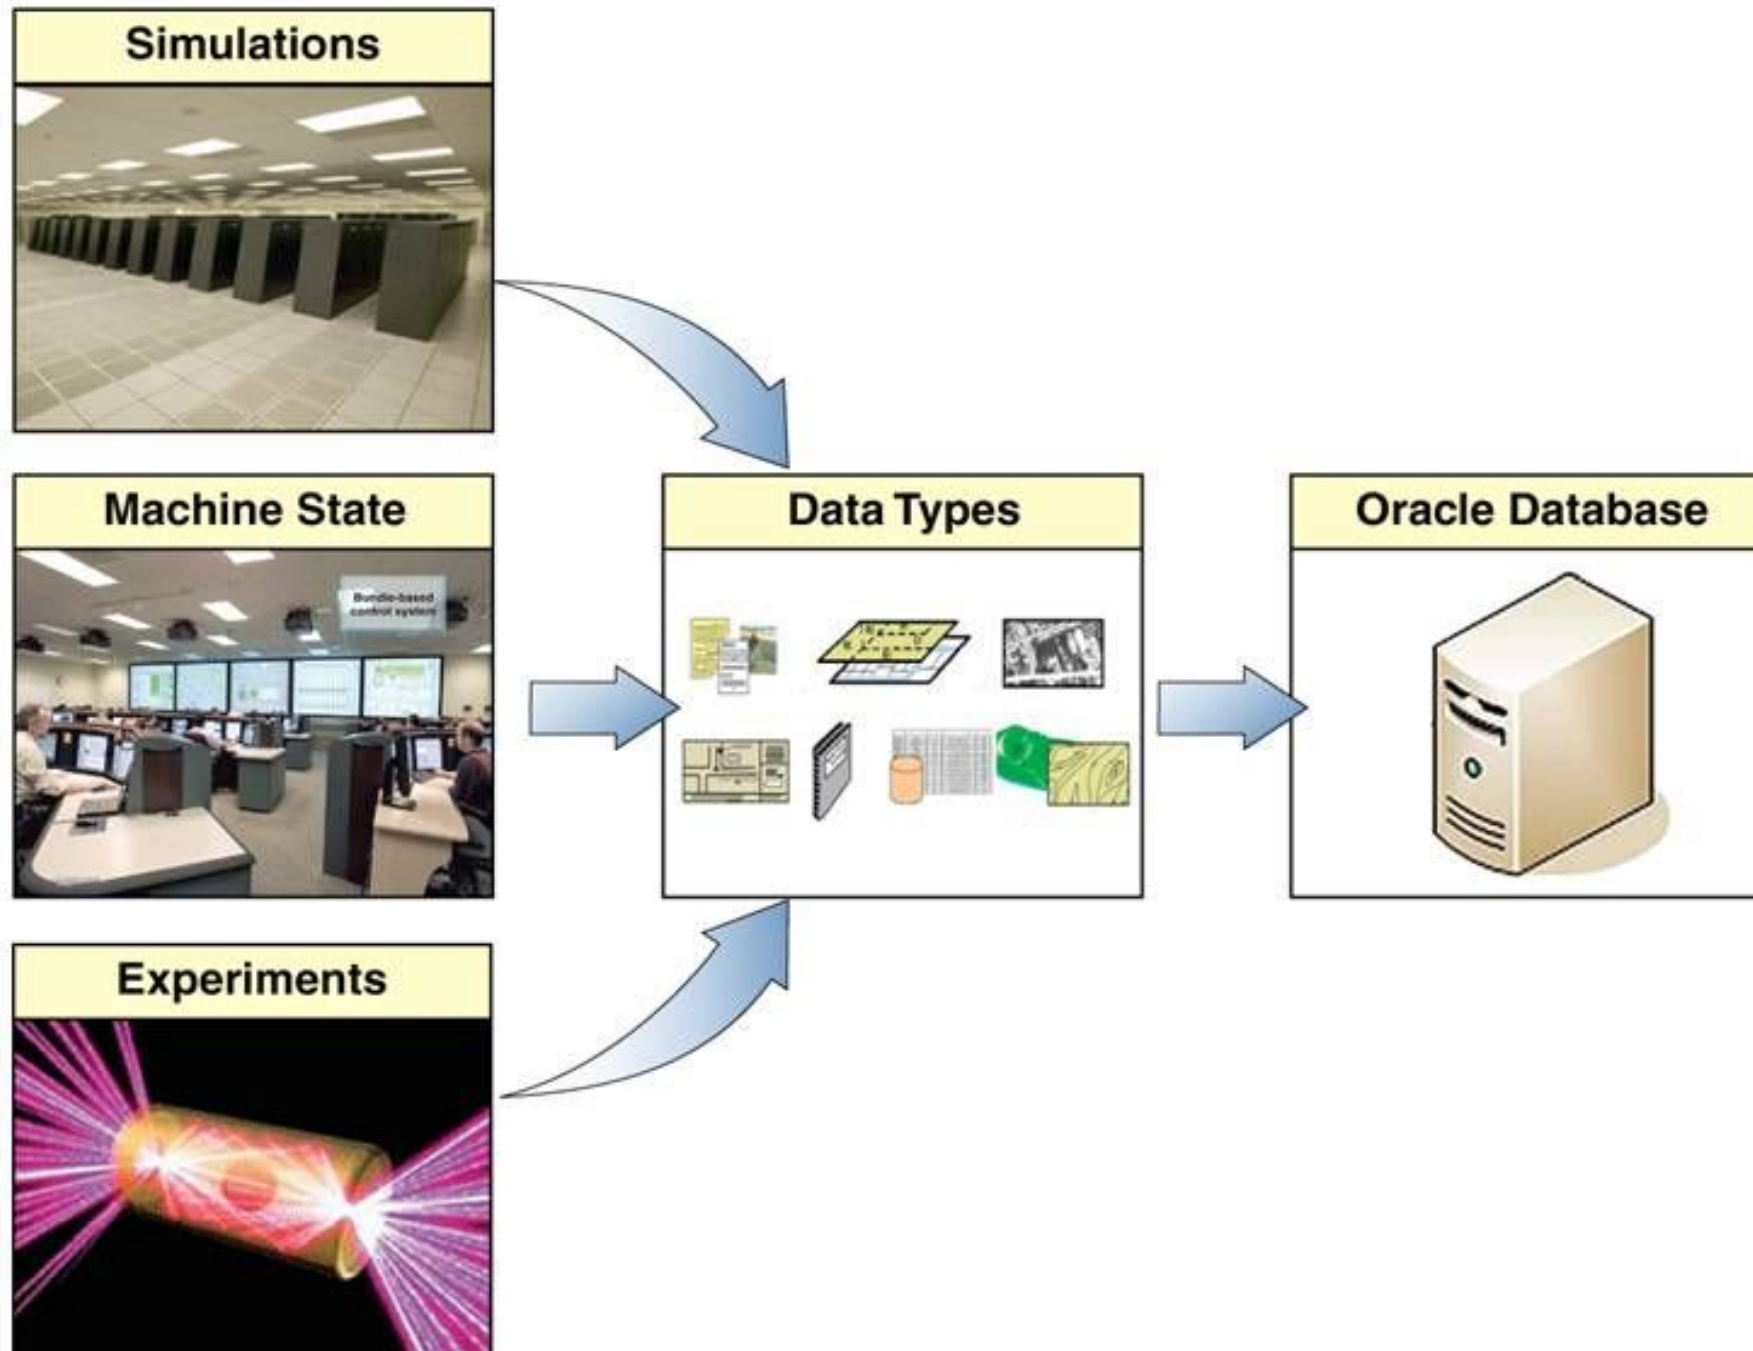 Simulations
Machine State
Bundle-based
control system
Data Types
Oracle Database
Experiments